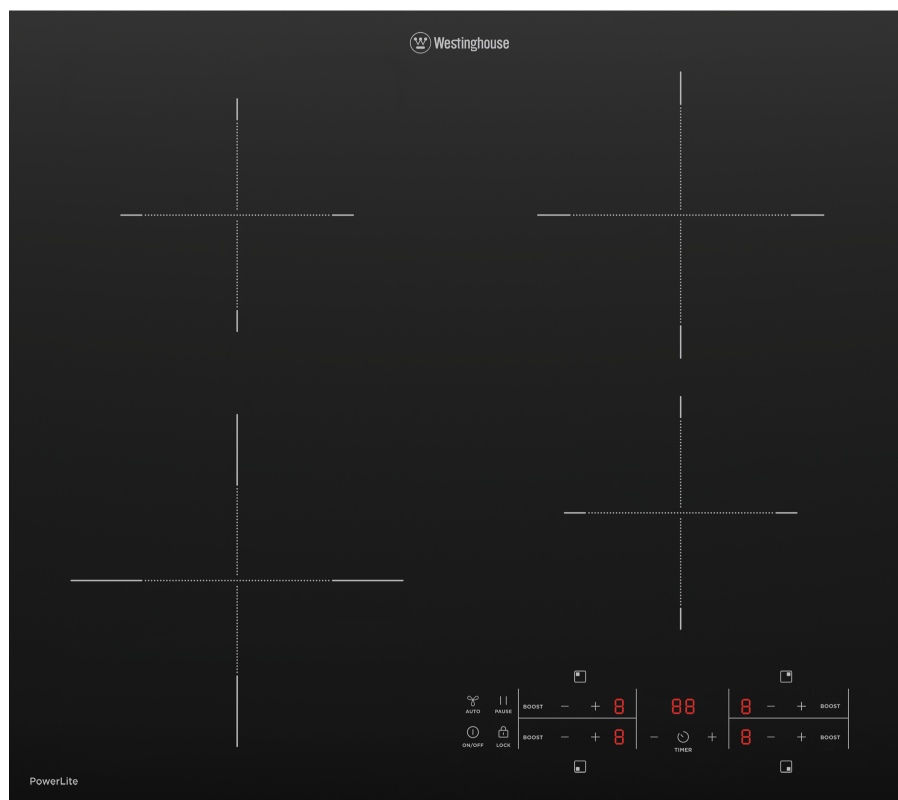 Westinghouse
AUTO
PAUSE
BOOST
8
88
8
BOOST
ON/OFF
LOCK
BOOST
8
TIMER
8
BOOST
PowerLite